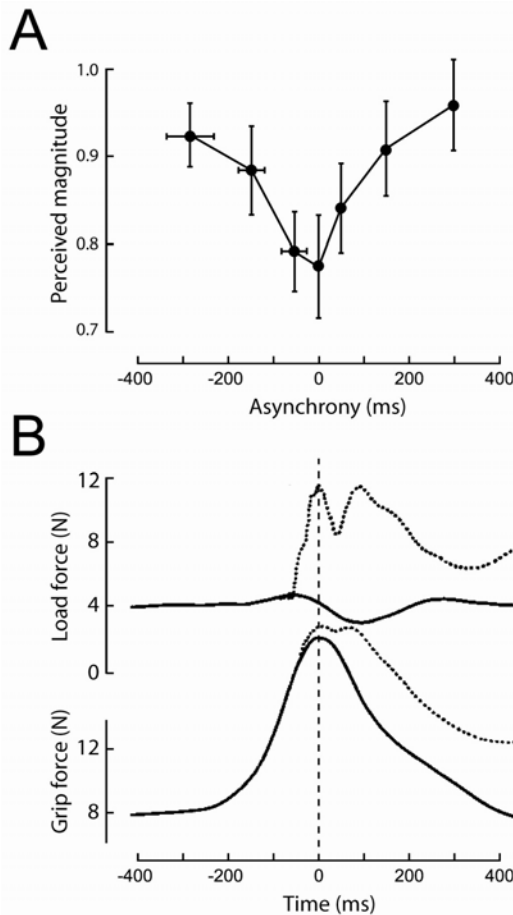 A
Perceived magnitude
1.0
0.9
0.8
0.7
-400 -200 0 200 400
Asynchrony (ms)
B
Load force (N)
12
8
4
0
Grip force (N)
12
8
-400 -200 0 200 400
Time (ms)